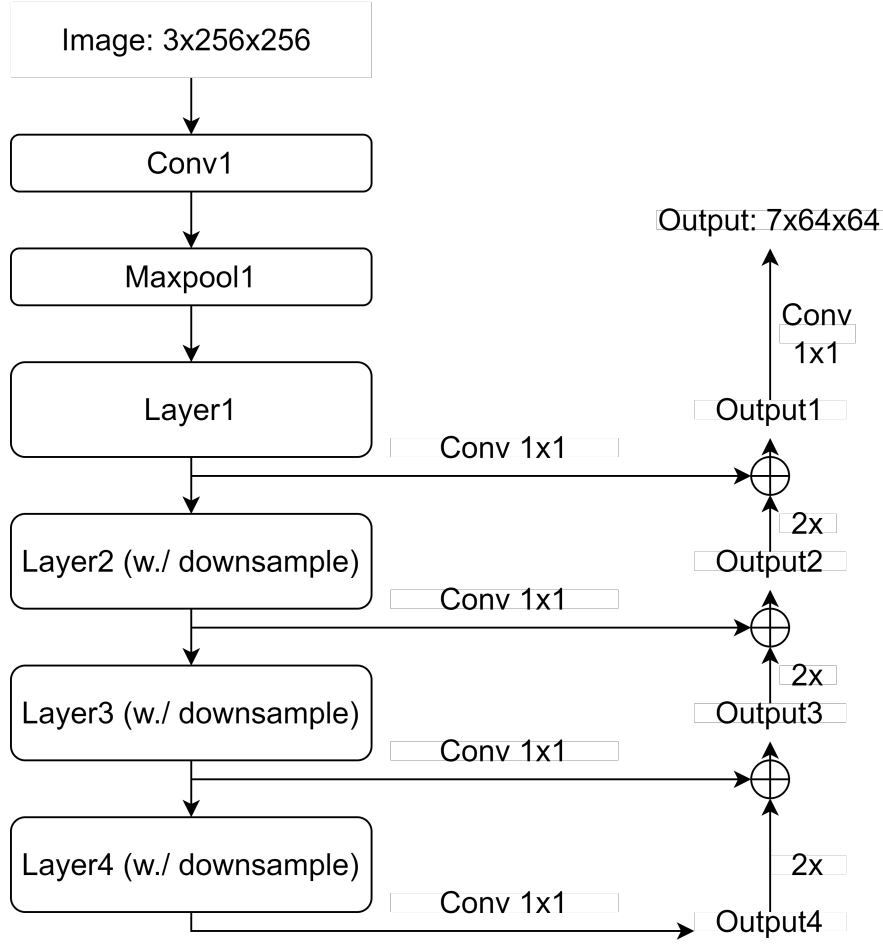 Image: 3x256x256
Conv1
Maxpool1
Layer1
Layer2 (w./ downsample)
Layer3 (w./ downsample)
Layer4 (w./ downsample)
Conv 1x1
Conv 1x1
Conv 1x1
Conv 1x1
Output: 7x64x64
Conv
1x1
Output1
2x
Output2
2x
Output3
2x
Output4